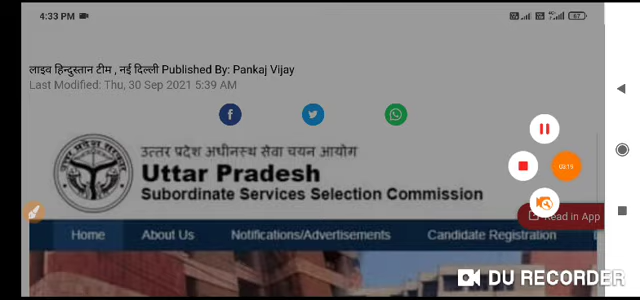 4:33 PM
67
लाइव हिन्दुस्तान टीम , नई दिल्ली Published By: Pankaj Vijay
Last Modified: Thu, 30 Sep 2021 5:39 AM
उत्तर प्रदेश अधीनस्थ सेवा चयन आयोग
Uttar Pradesh
Subordinate Services Selection Commission
Read in App
Home About Us Notifications/Advertisements Candidate Registration
DU RECORDER